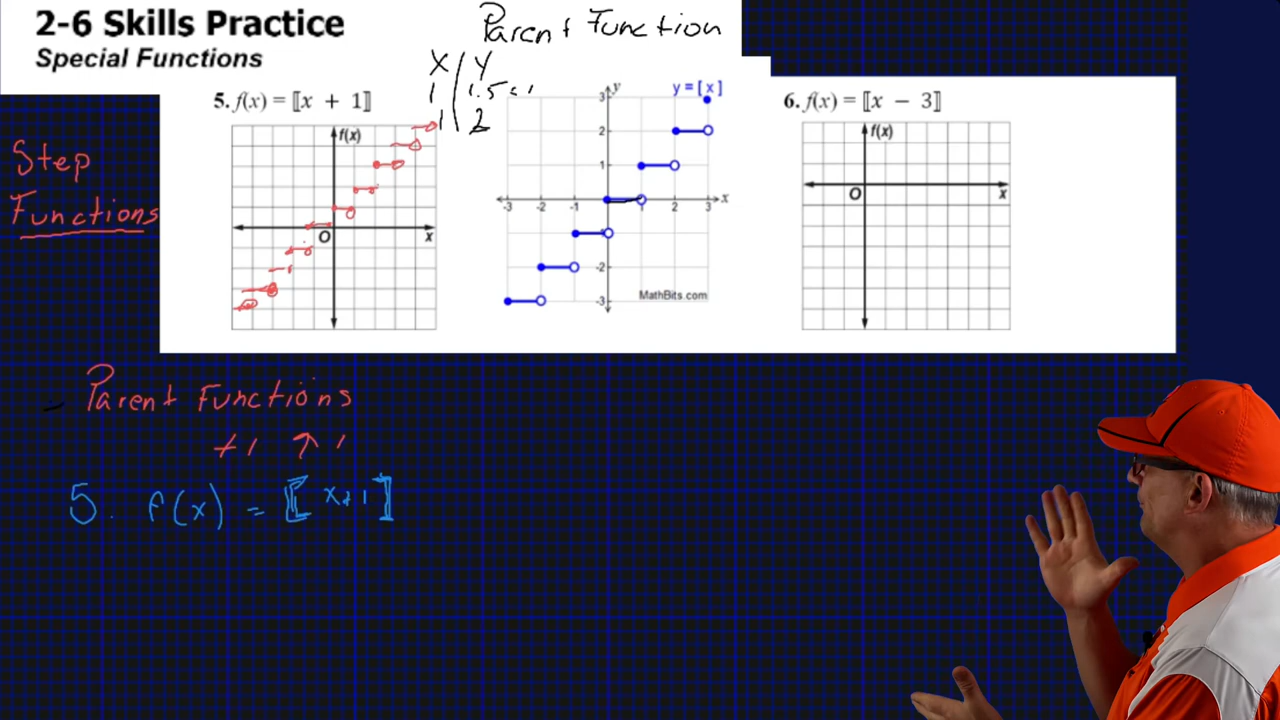 2-6 Skills Practice
Special Functions
Parent Function
X | Y
1 | 1.5
1 | 2
5. f(x) = ⟦x + 1⟧
f(x)
O
x
y = [ x ]
y
3
2
1
-3 -2 -1 1 2 3 x
-2
-3
MathBits.com
6. f(x) = ⟦x − 3⟧
f(x)
O
x
Step
Functions
- Parent Functions
+1 ↑ 1
5. f(x) = ⟦x+1⟧